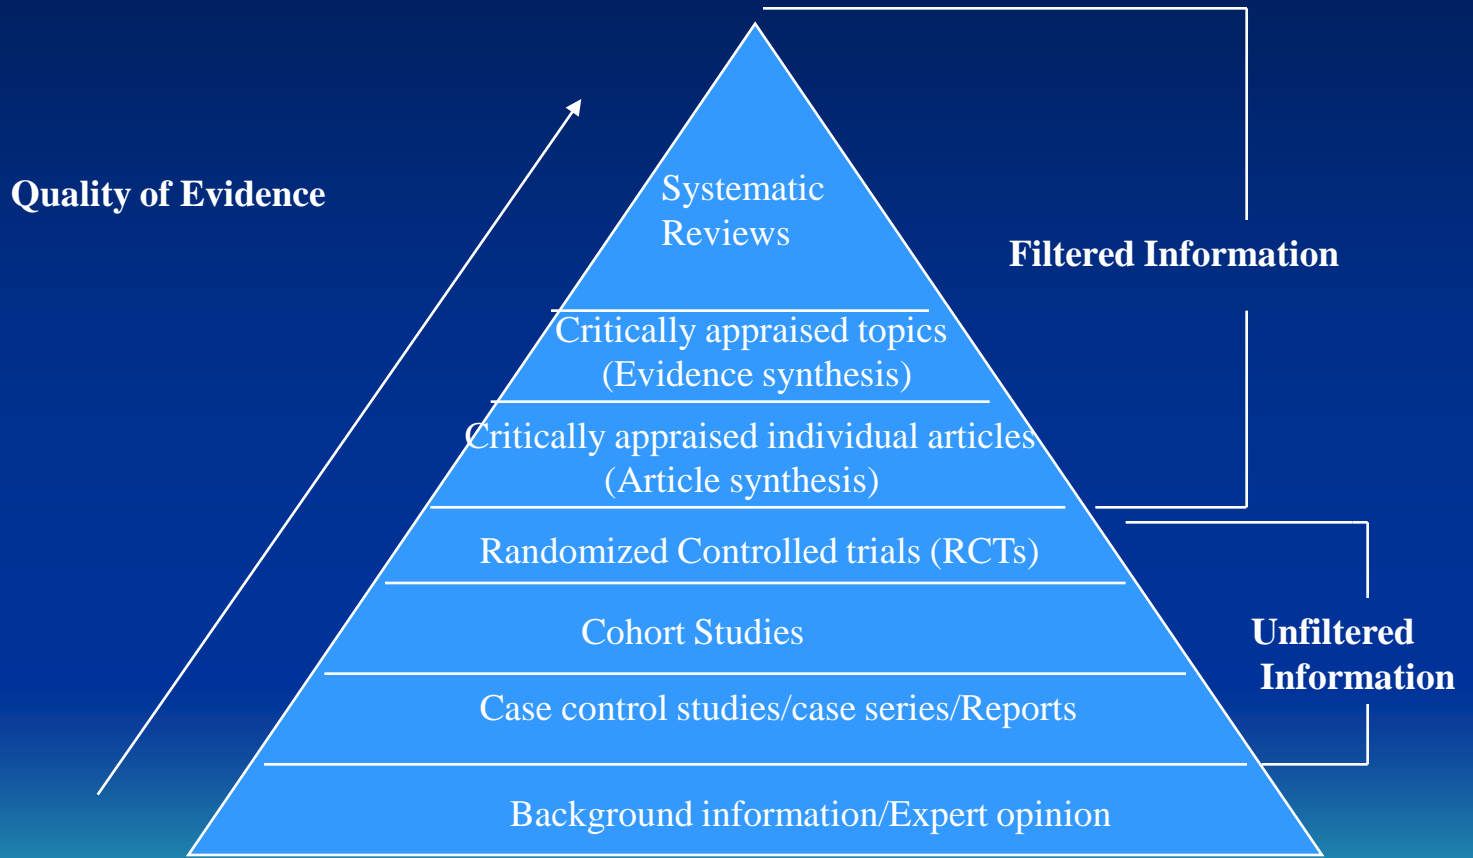 Quality of Evidence
Systematic
Reviews
Filtered Information
Critically appraised topics
(Evidence synthesis)
Critically appraised individual articles
(Article synthesis)
Randomized Controlled trials (RCTs)
Cohort Studies
Unfiltered
Information
Case control studies/case series/Reports
Background information/Expert opinion